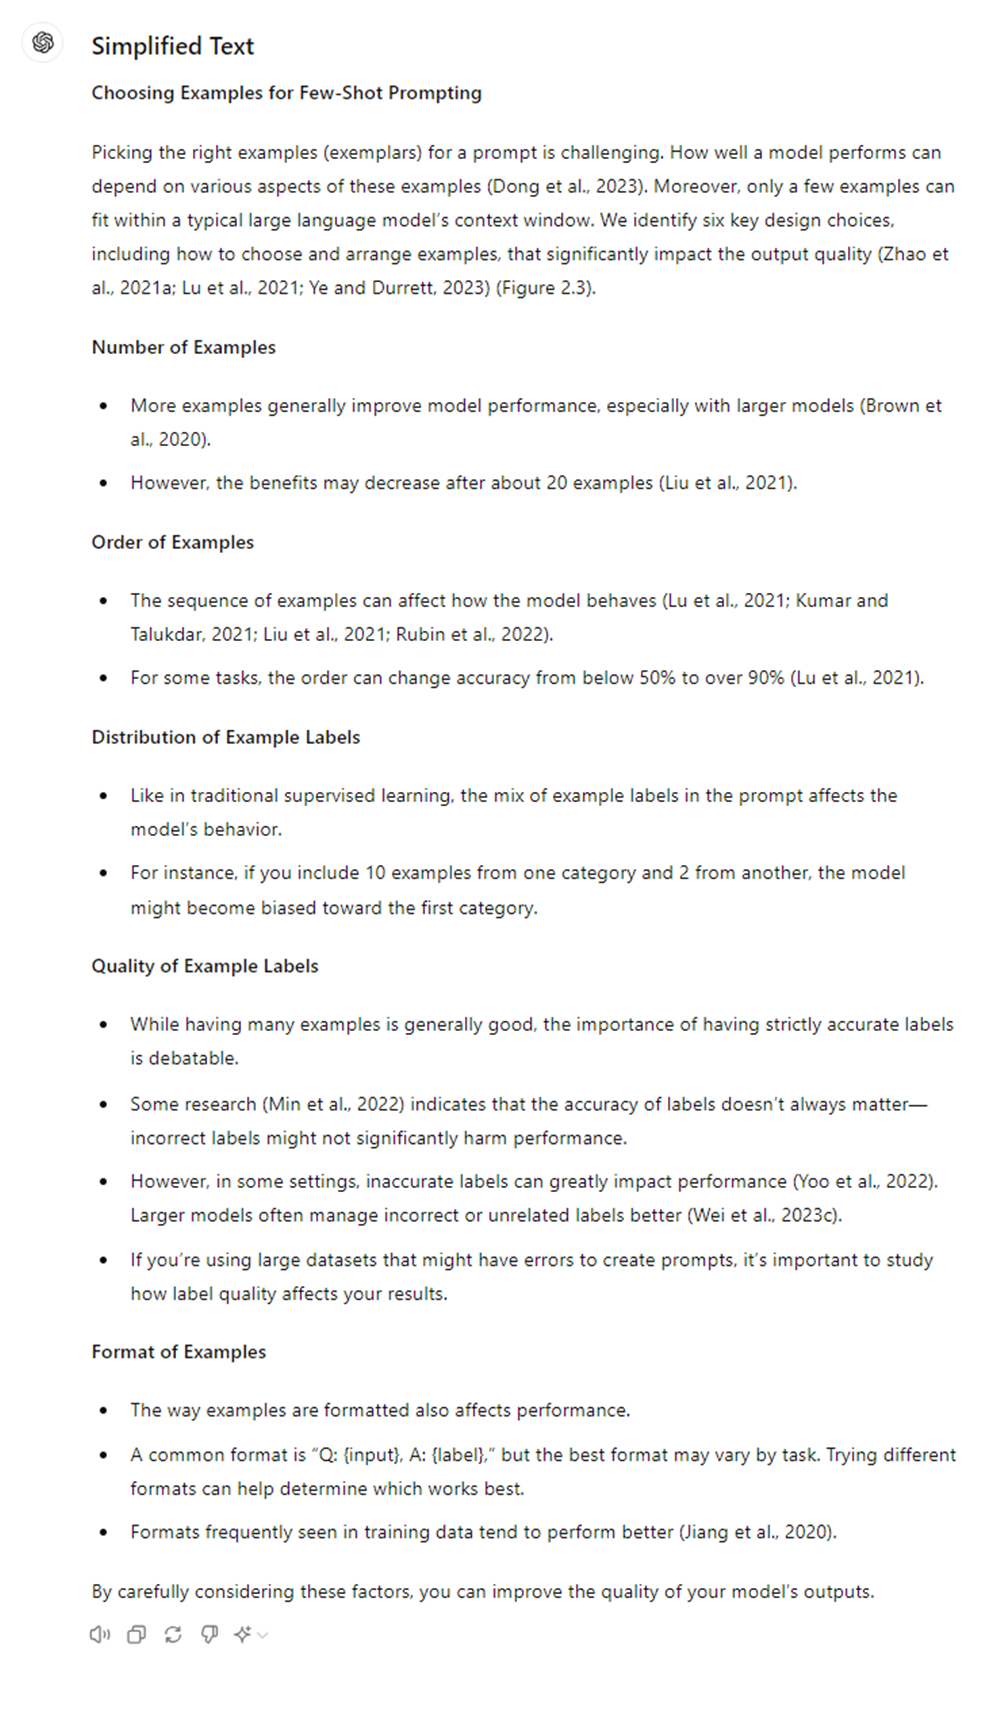 Simplified Text
Choosing Examples for Few-Shot Prompting
Picking the right examples (exemplars) for a prompt is challenging. How well a model performs can
depend on various aspects of these examples (Dong et al., 2023). Moreover, only a few examples can
fit within a typical large language model's context window. We identify six key design choices,
including how to choose and arrange examples, that significantly impact the output quality (Zhao et
al., 2021a; Lu et al., 2021; Ye and Durrett, 2023) (Figure 2.3).
Number of Examples
• More examples generally improve model performance, especially with larger models (Brown et
al., 2020).
• However, the benefits may decrease after about 20 examples (Liu et al., 2021).
Order of Examples
• The sequence of examples can affect how the model behaves (Lu et al., 2021; Kumar and
Talukdar, 2021; Liu et al., 2021; Rubin et al., 2022).
• For some tasks, the order can change accuracy from below 50% to over 90% (Lu et al., 2021).
Distribution of Example Labels
• Like in traditional supervised learning, the mix of example labels in the prompt affects the
model's behavior.
• For instance, if you include 10 examples from one category and 2 from another, the model
might become biased toward the first category.
Quality of Example Labels
• While having many examples is generally good, the importance of having strictly accurate labels
is debatable.
• Some research (Min et al., 2022) indicates that the accuracy of labels doesn't always matter—
incorrect labels might not significantly harm performance.
• However, in some settings, inaccurate labels can greatly impact performance (Yoo et al., 2022).
Larger models often manage incorrect or unrelated labels better (Wei et al., 2023c).
• If you're using large datasets that might have errors to create prompts, it's important to study
how label quality affects your results.
Format of Examples
• The way examples are formatted also affects performance.
• A common format is “Q: {input}, A: {label},” but the best format may vary by task. Trying different
formats can help determine which works best.
• Formats frequently seen in training data tend to perform better (Jiang et al., 2020).
By carefully considering these factors, you can improve the quality of your model's outputs.